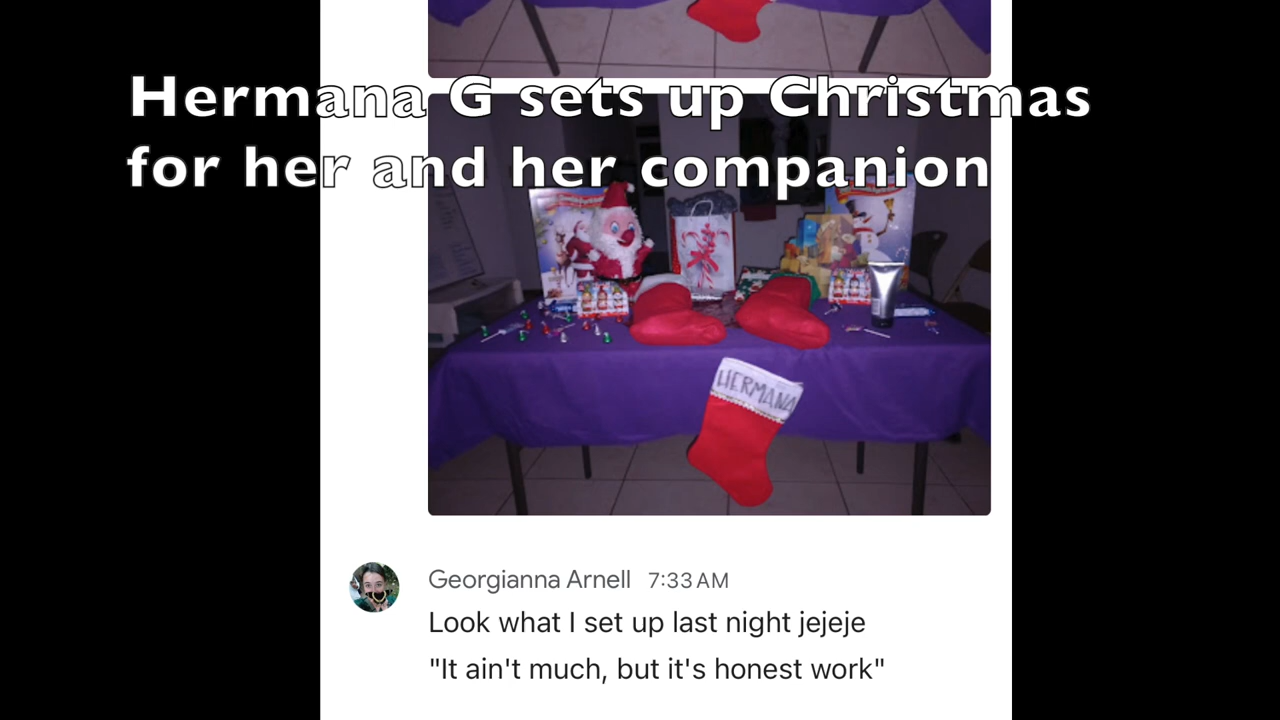 Hermana G sets up Christmas
for her and her companion
HERMANA
Georgianna Arnell 7:33 AM
Look what I set up last night jejeje
"It ain't much, but it's honest work"